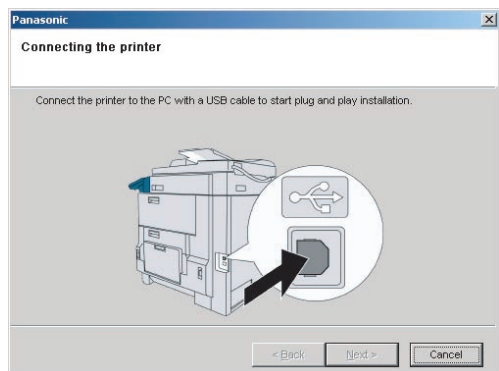 Panasonic
Connecting the printer
Connect the printer to the PC with a USB cable to start plug and play installation.
< Back
Next >
Cancel